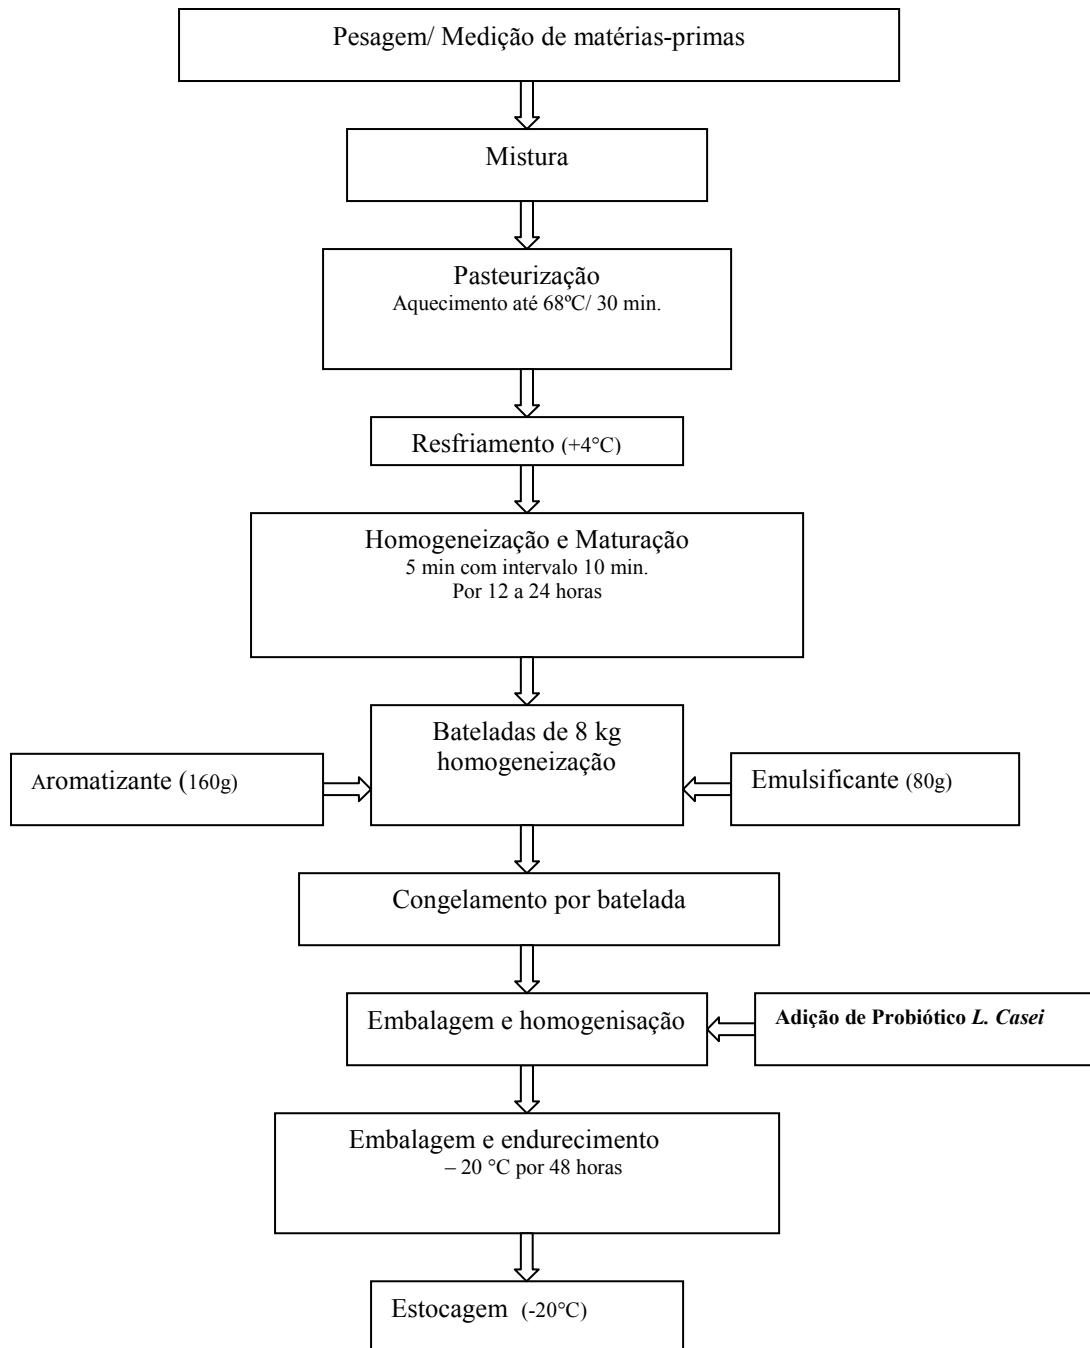 Pesagem/ Medição de matérias-primas
Mistura
Pasteurização
Aquecimento até 68ºC/ 30 min.
Resfriamento (+4°C)
Homogeneização e Maturação
5 min com intervalo 10 min.
Por 12 a 24 horas
Bateladas de 8 kg
homogeneização
Aromatizante (160g)
Emulsificante (80g)
Congelamento por batelada
Embalagem e homogenisação
Adição de Probiótico L. Casei
Embalagem e endurecimento
– 20 °C por 48 horas
Estocagem (-20°C)